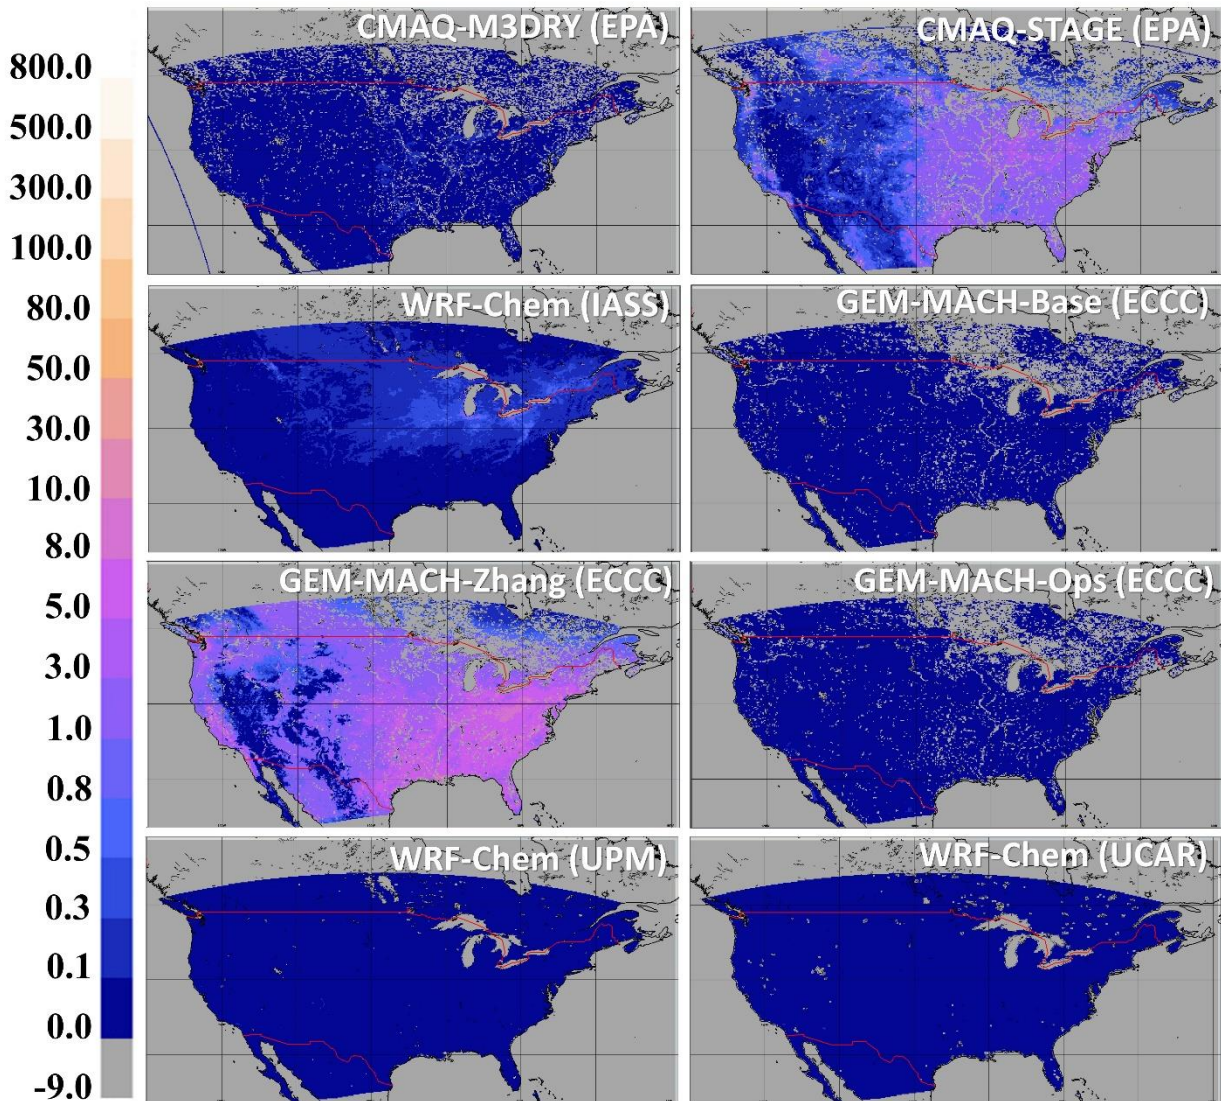 800.0
500.0
300.0
100.0
80.0
50.0
30.0
10.0
8.0
5.0
3.0
1.0
0.8
0.5
0.3
0.1
0.0
-9.0
CMAQ-M3DRY (EPA)
CMAQ-STAGE (EPA)
WRF-Chem (IASS)
GEM-MACH-Base (ECCC)
GEM-MACH-Zhang (ECCC)
GEM-MACH-Ops (ECCC)
WRF-Chem (UPM)
WRF-Chem (UCAR)